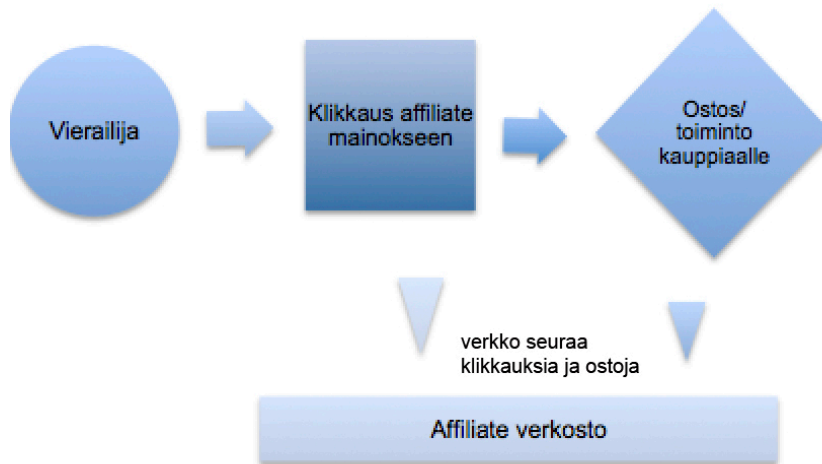 Vierailija
Klikkaus affiliate
mainokseen
Ostos/
toiminto
kauppiaalle
verkko seuraa
klikkauksia ja ostoja
Affiliate verkosto